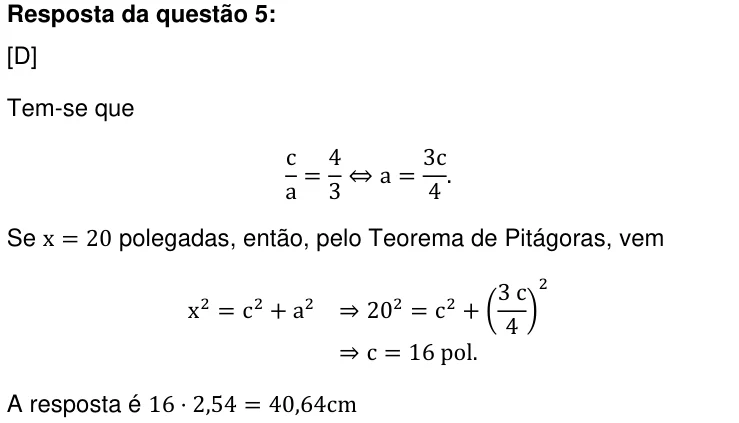 Resposta da questão 5:
[D]
Tem-se que
c/a = 4/3 ⇔ a = 3c/4.
Se x = 20 polegadas, então, pelo Teorema de Pitágoras, vem
x² = c² + a² ⇒ 20² = c² + (3 c/4)²
⇒ c = 16 pol.
A resposta é 16 · 2,54 = 40,64cm